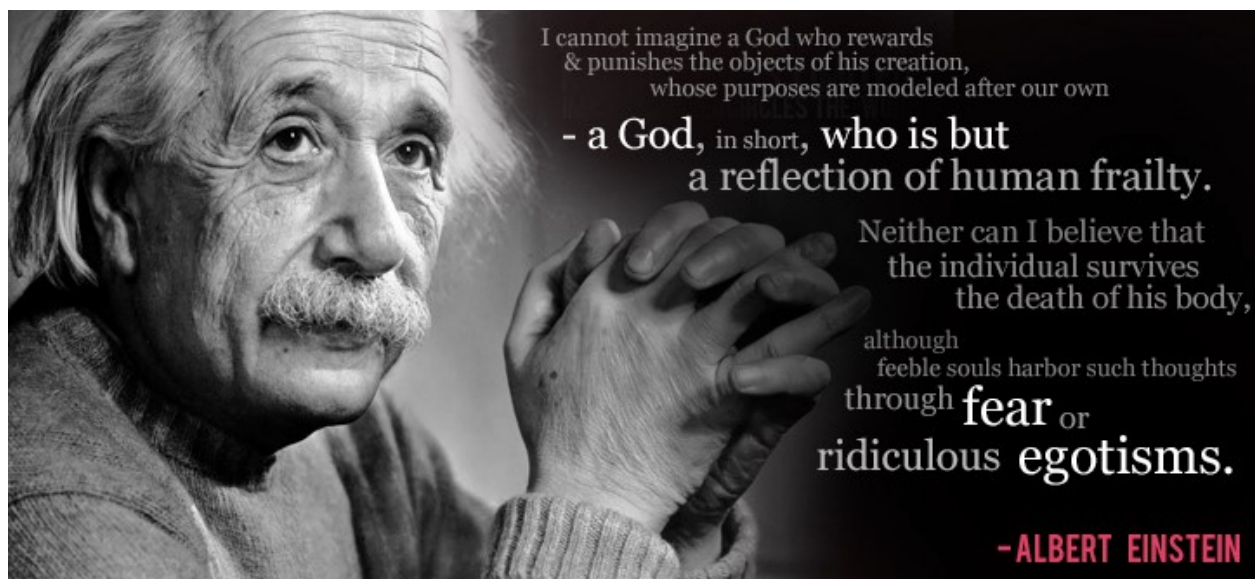 I cannot imagine a God who rewards
& punishes the objects of his creation,
whose purposes are modeled after our own
- a God, in short, who is but
a reflection of human frailty.
Neither can I believe that
the individual survives
the death of his body,
although
feeble souls harbor such thoughts
through fear or
ridiculous egotisms.
-ALBERT EINSTEIN